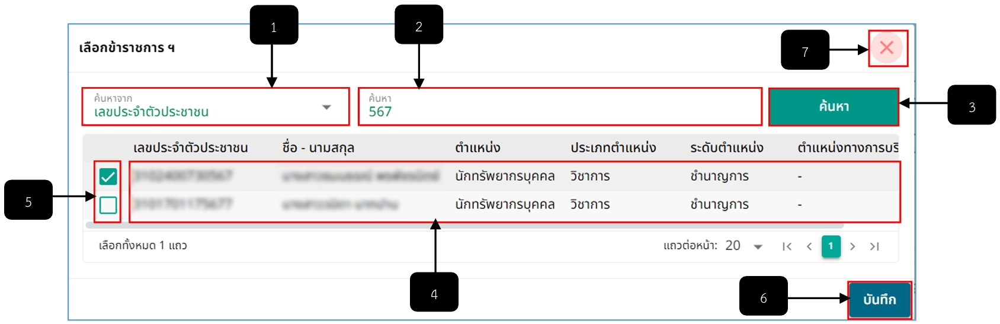 1
2
7
เลือกข้าราชการ ฯ
ค้นหาจาก
เลขประจำตัวประชาชน
ค้นหา
567
ค้นหา
3
เลขประจำตัวประชาชน ชื่อ - นามสกุล ตำแหน่ง ประเภทตำแหน่ง ระดับตำแหน่ง ตำแหน่งทางการบริ
นักทรัพยากรบุคคล วิชาการ ชำนาญการ -
5
นักทรัพยากรบุคคล วิชาการ ชำนาญการ -
เลือกทั้งหมด 1 แถว แถวต่อหน้า: 20 1
4
6
บันทึก